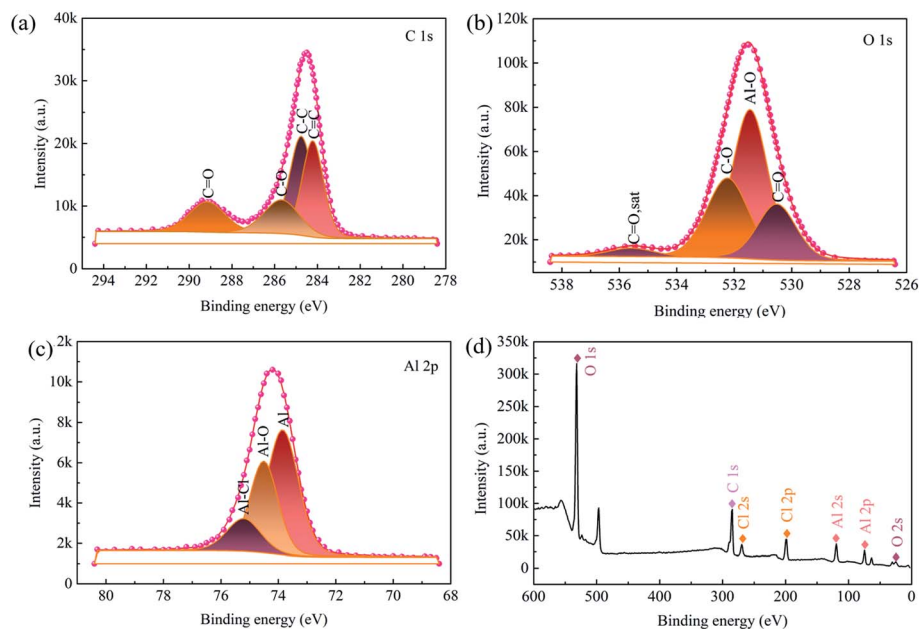 (a)
C 1s
40k
30k
20k
10k
0
C=O
C-O
C-C
C=C
Intensity (a.u.)
294 292 290 288 286 284 282 280 278
Binding energy (eV)
(b)
O 1s
120k
100k
80k
60k
40k
20k
C=O,sat
C-O
Al-O
C=O
Intensity (a.u.)
538 536 534 532 530 528 526
Binding energy (eV)
(c)
Al 2p
2k
10k
8k
6k
4k
2k
0
Al-Cl
Al-O
Al
Intensity (a.u.)
80 78 76 74 72 70 68
Binding energy (eV)
(d)
350k
300k
250k
200k
150k
100k
50k
0
O 1s
C 1s
Cl 2s
Cl 2p
Al 2s
Al 2p
O 2s
Intensity (a.u.)
600 500 400 300 200 100 0
Binding energy (eV)